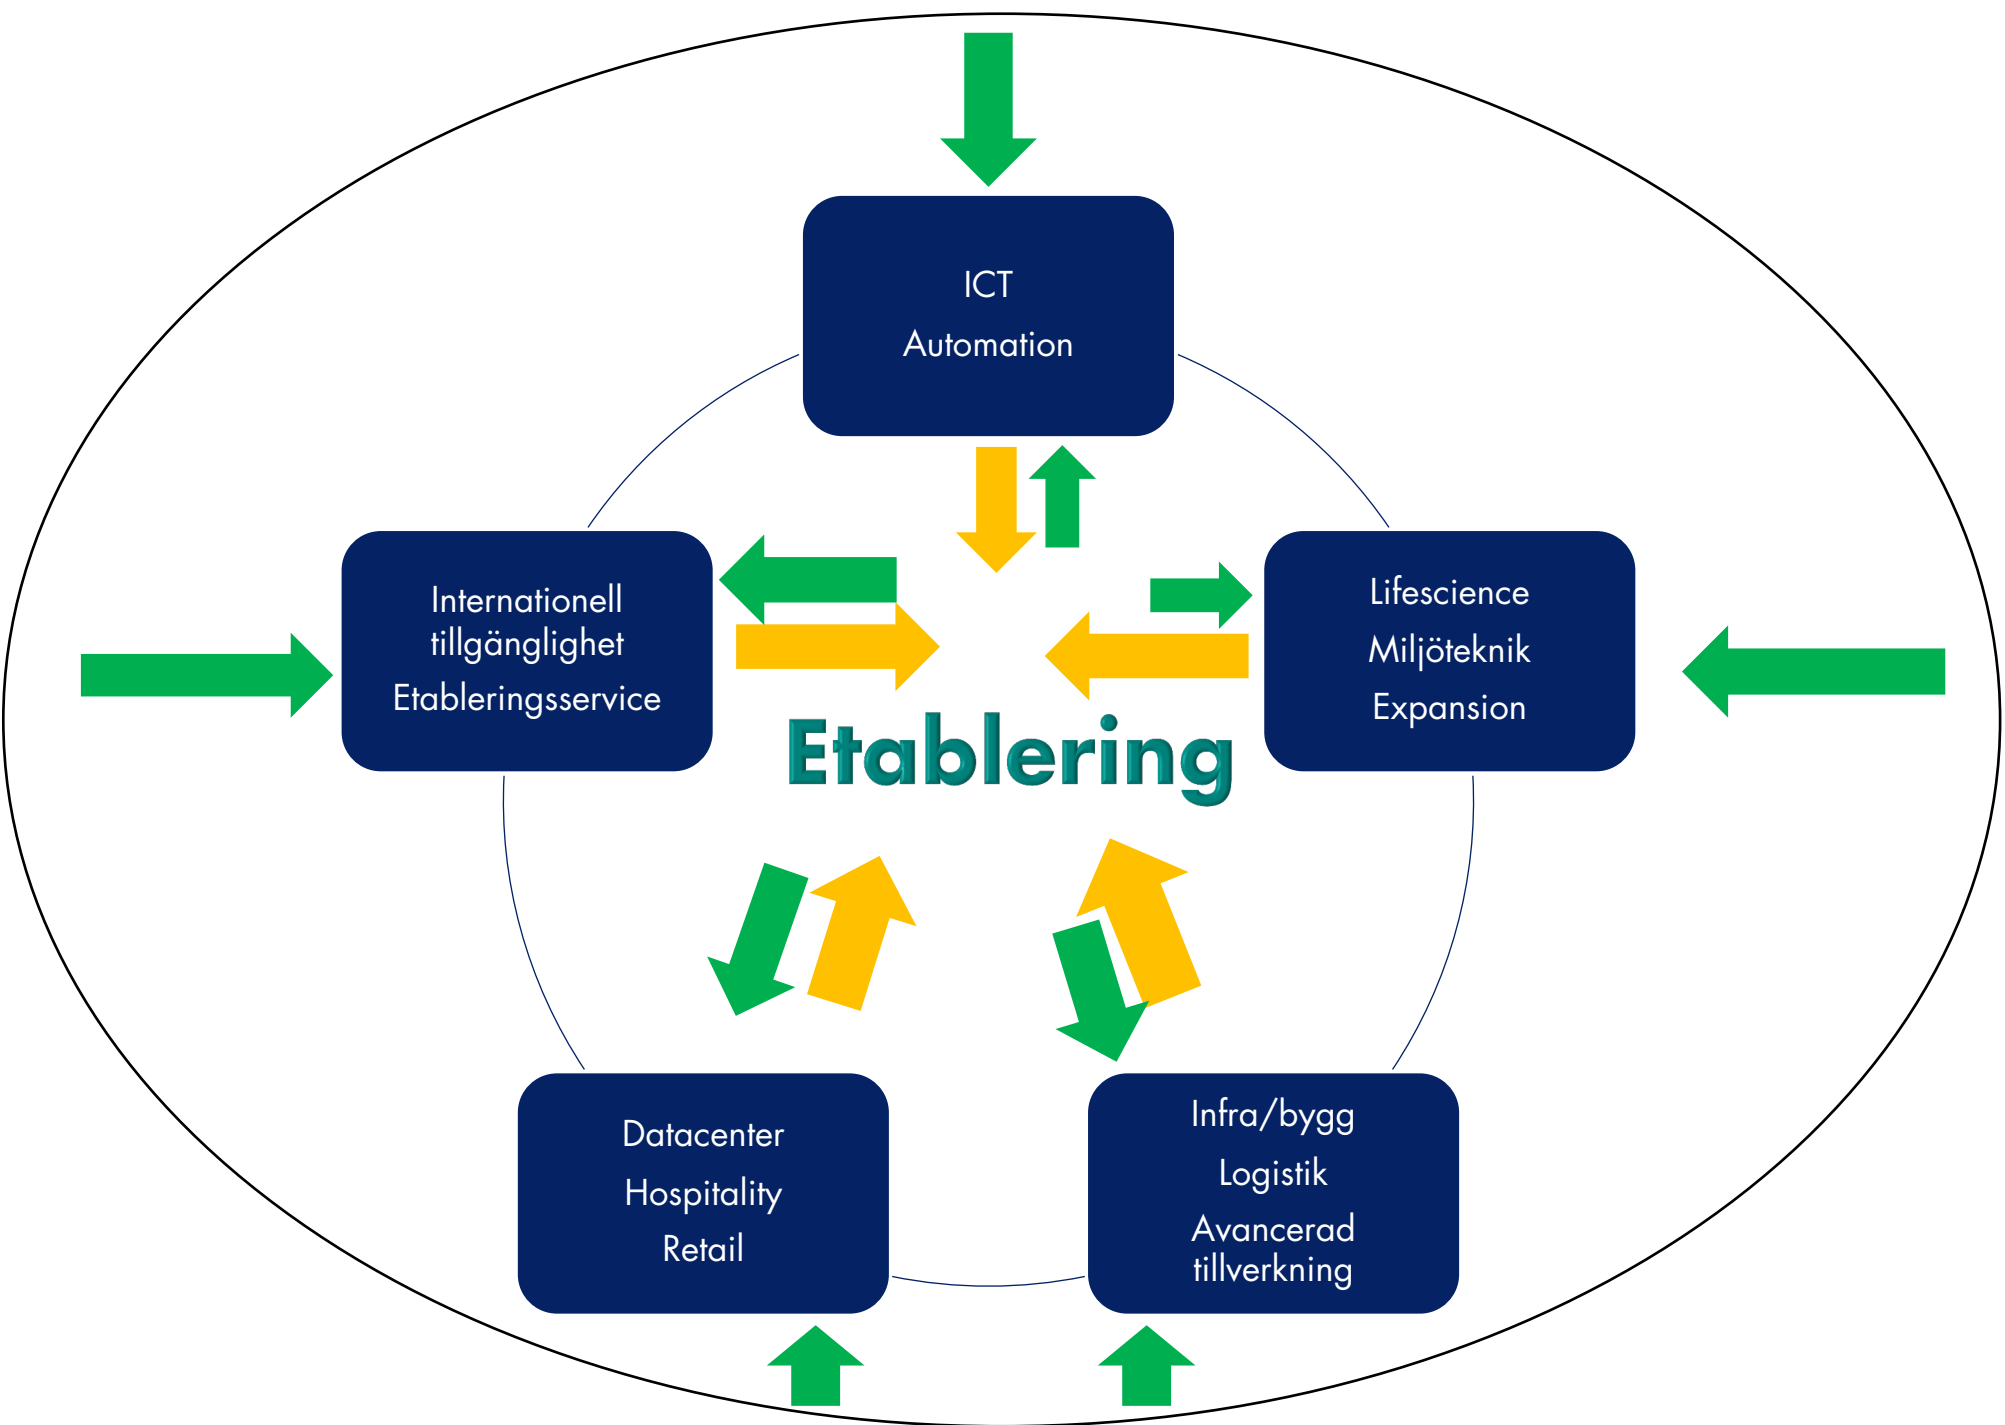 ICT
Automation
Internationell
tillgänglighet
Etableringsservice
Lifescience
Miljöteknik
Expansion
Etablering
Datacenter
Hospitality
Retail
Infra/bygg
Logistik
Avancerad
tillverkning